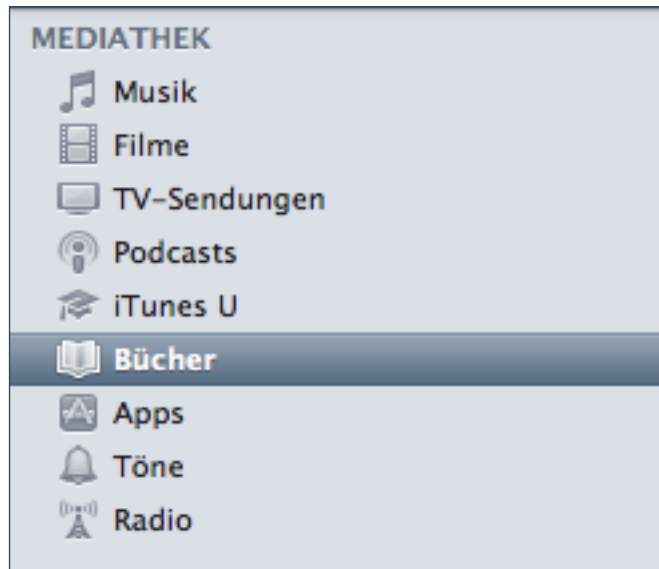 MEDIATHEK
Musik
Filme
TV-Sendungen
Podcasts
iTunes U
Bücher
Apps
Töne
Radio